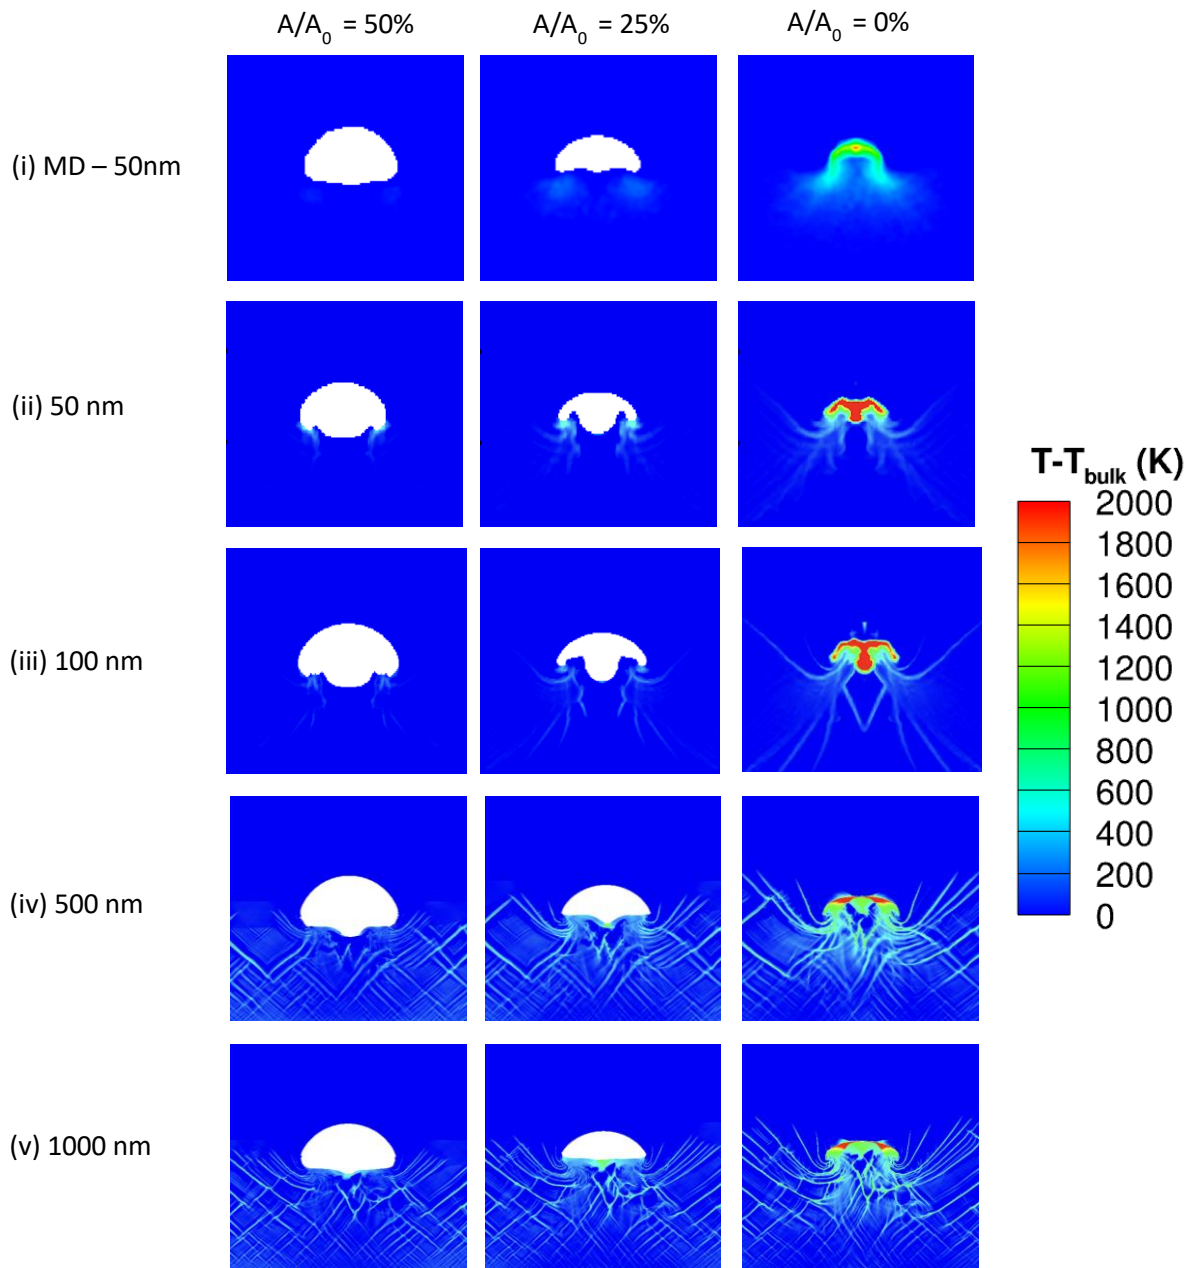 A/A0 = 50% A/A0 = 25% A/A0 = 0%
(i) MD – 50nm
(ii) 50 nm
(iii) 100 nm
(iv) 500 nm
(v) 1000 nm
T-Tbulk (K)
2000
1800
1600
1400
1200
1000
800
600
400
200
0